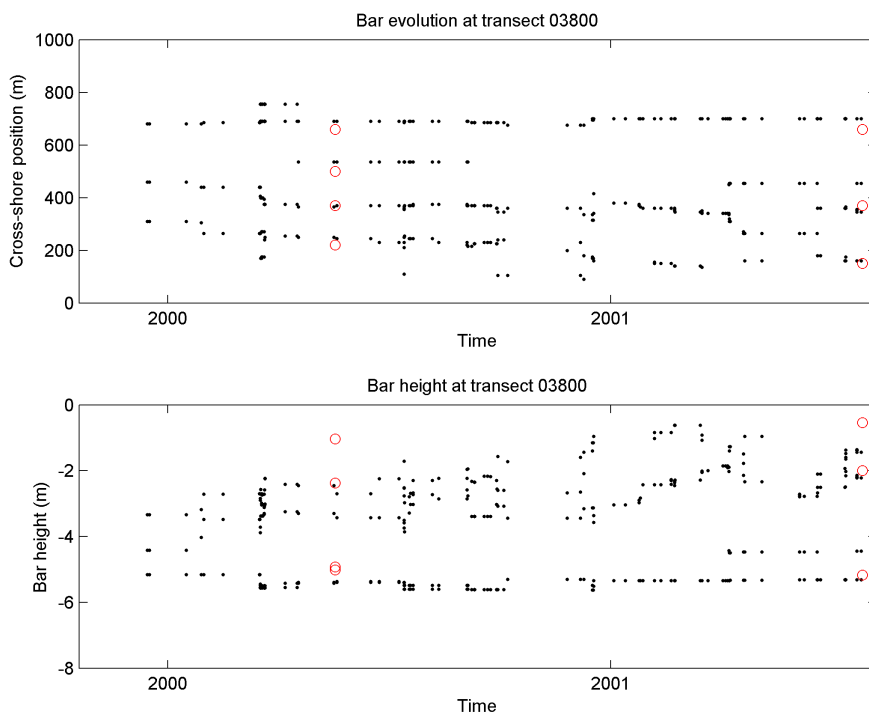 Bar evolution at transect 03800
1000
800
600
400
200
0
Cross-shore position (m)
2000
2001
Time
Bar height at transect 03800
0
-2
-4
-6
-8
Bar height (m)
2000
2001
Time